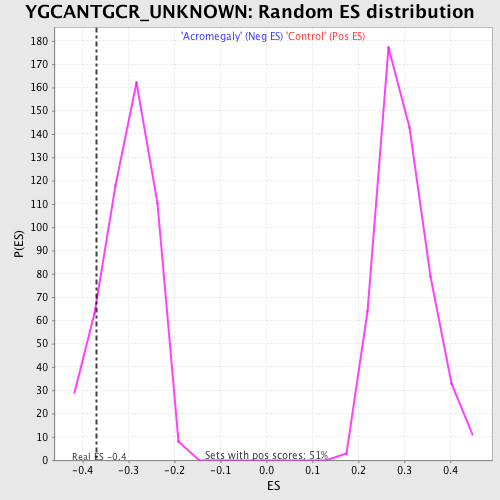 YGCANTGCR_UNKNOWN: Random ES distribution
'Acromegaly' (Neg ES) 'Control' (Pos ES)
P(ES)
180
170
160
150
140
130
120
110
100
90
80
70
60
50
40
30
20
10
0
Real ES -0.4
Sets with pos scores: 51%
-0.4 -0.3 -0.2 -0.1 0.0 0.1 0.2 0.3 0.4
ES